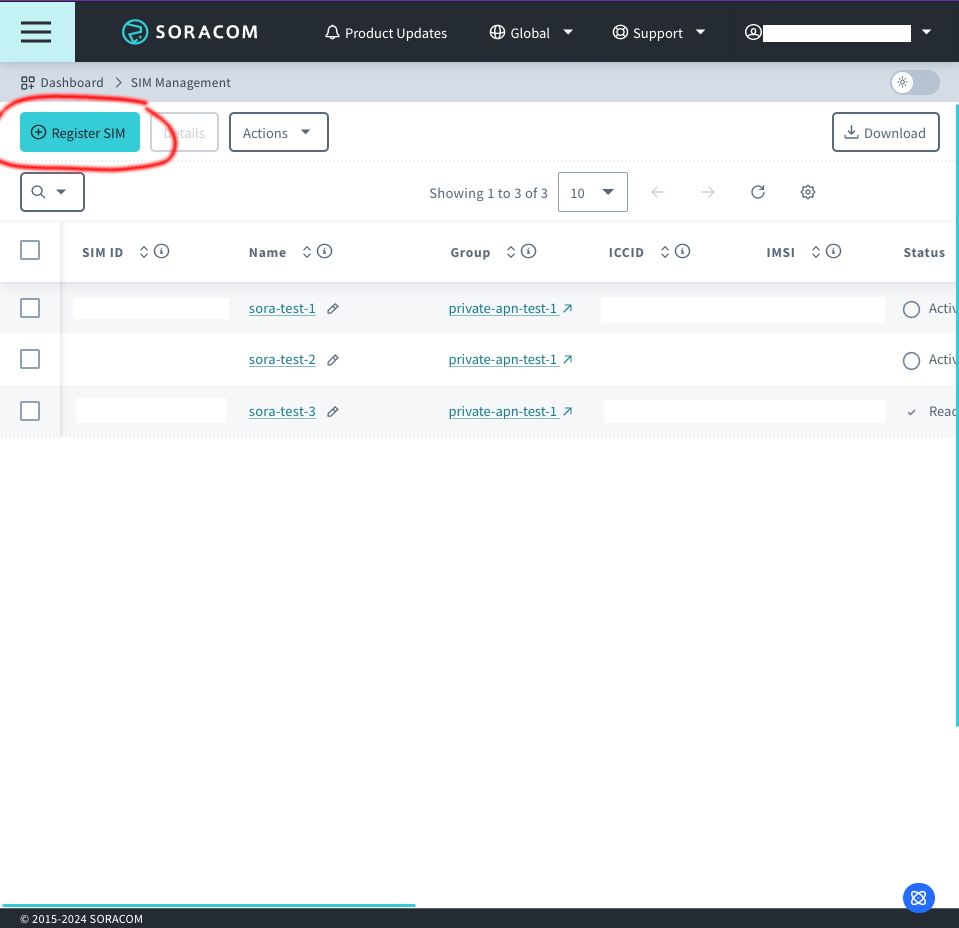 SORACOM Product Updates Global Support
Dashboard > SIM Management
Register SIM Details Actions Download
Showing 1 to 3 of 3 10
SIM ID Name Group ICCID IMSI Status
sora-test-1 private-apn-test-1 Activ
sora-test-2 private-apn-test-1 Activ
sora-test-3 private-apn-test-1 Reac
© 2015-2024 SORACOM